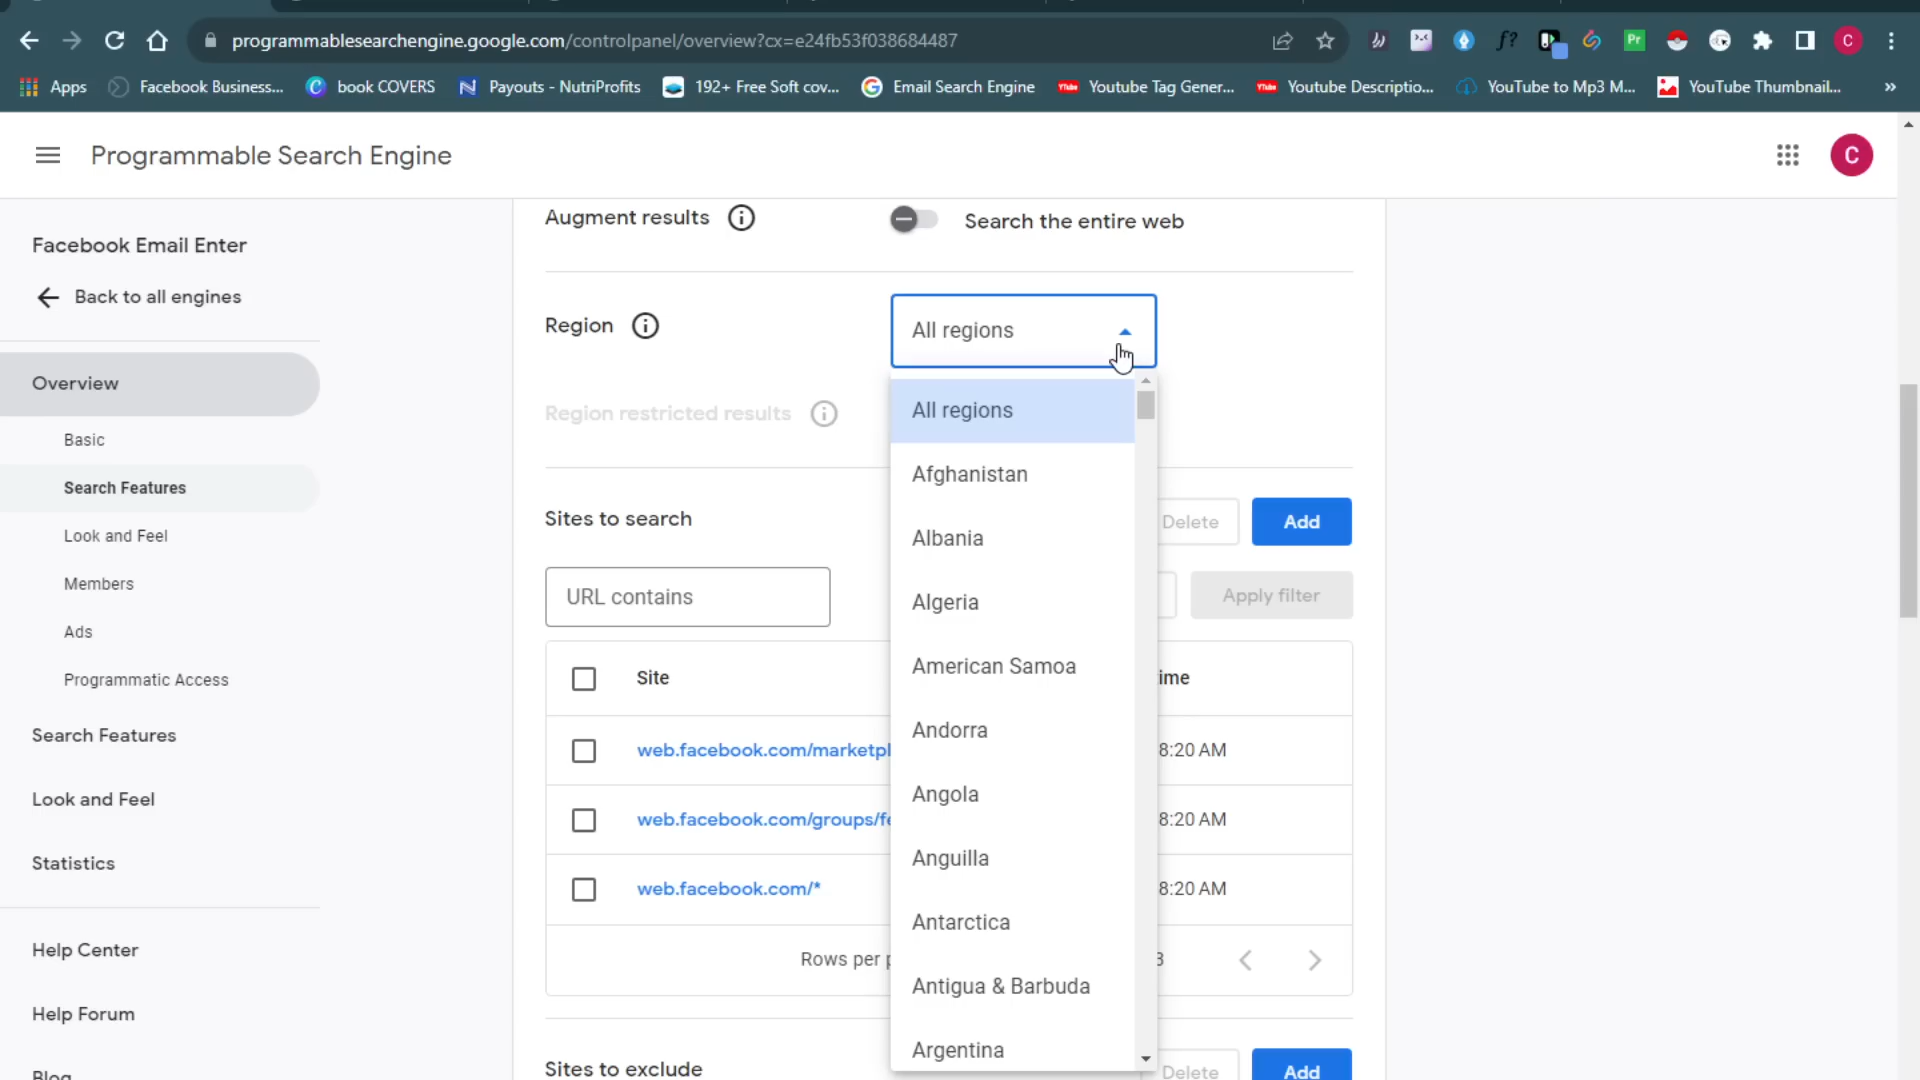 programmablesearchengine.google.com/controlpanel/overview?cx=e24fb53f038684487
C
Apps
Facebook Business...
book COVERS
Payouts - NutriProfits
192+ Free Soft cov...
Email Search Engine
Youtube Tag Gener...
Youtube Descriptio...
YouTube to Mp3 M...
YouTube Thumbnail...
»
Programmable Search Engine
C
Facebook Email Enter
Back to all engines
Overview
Basic
Search Features
Look and Feel
Members
Ads
Programmatic Access
Search Features
Look and Feel
Statistics
Help Center
Help Forum
Blog
Augment results
Search the entire web
Region
All regions
Region restricted results
All regions
Afghanistan
Albania
Algeria
American Samoa
Andorra
Angola
Anguilla
Antarctica
Antigua & Barbuda
Argentina
Sites to search
Delete
Add
URL contains
Apply filter
Site
ime
web.facebook.com/marketpl
8:20 AM
web.facebook.com/groups/fe
8:20 AM
web.facebook.com/*
8:20 AM
Rows per p
3
Sites to exclude
Delete
Add